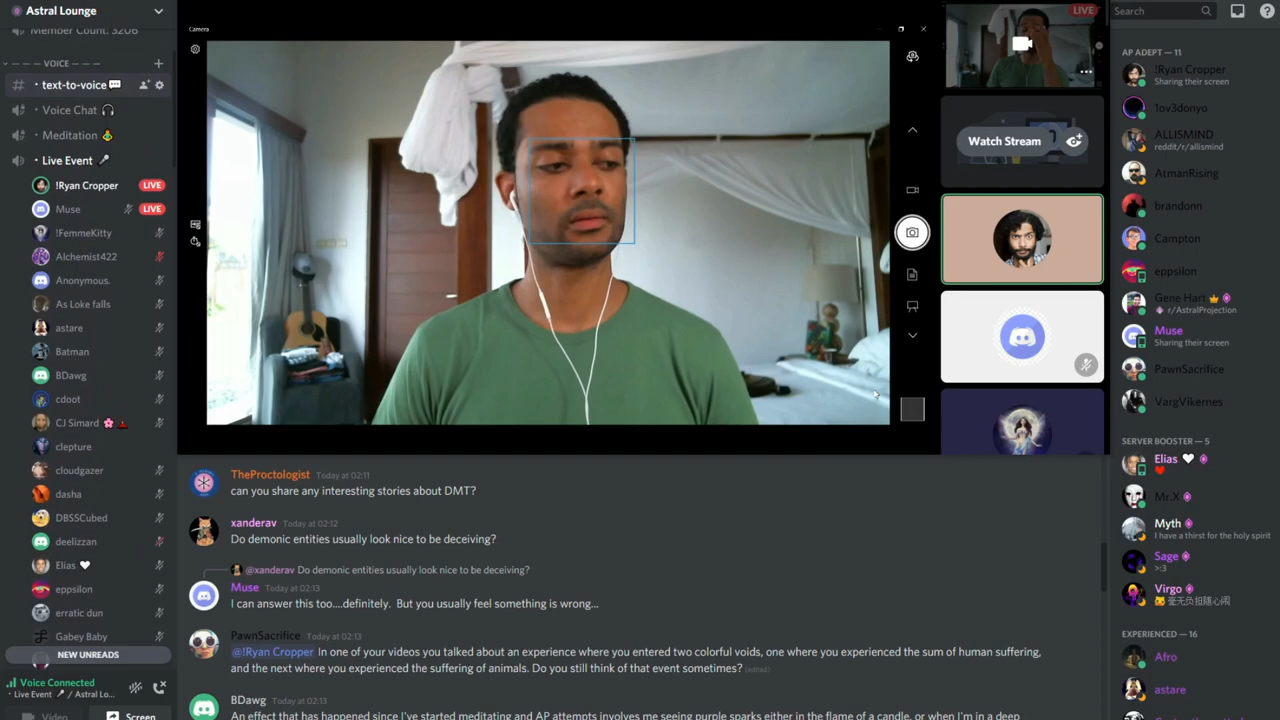 Astral Lounge
Member Count: 3206
VOICE
text-to-voice
Voice Chat
Meditation
Live Event
!Ryan Cropper LIVE
Muse LIVE
!FemmeKitty
Alchemist422
Anonymous.
As Loke falls
astare
Batman
BDawg
cdoot
CJ Simard
clepture
cloudgazer
dasha
DBSSCubed
deelizzan
Elias
eppsilon
erratic dun
Gabey Baby
NEW UNREADS
Voice Connected
Live Event / Astral Lo...
Video Screen
Camera
LIVE
Watch Stream
TheProctologist Today at 02:11
can you share any interesting stories about DMT?
xanderav Today at 02:12
Do demonic entities usually look nice to be deceiving?
@xanderav Do demonic entities usually look nice to be deceiving?
Muse Today at 02:13
I can answer this too....definitely. But you usually feel something is wrong...
PawnSacrifice Today at 02:13
@!Ryan Cropper In one of your videos you talked about an experience where you entered two colorful voids, one where you experienced the sum of human suffering,
and the next where you experienced the suffering of animals. Do you still think of that event sometimes? (edited)
BDawg Today at 02:13
An effect that has happened since I've started meditating and AP attempts involves me seeing purple sparks either in the flame of a candle, or when I'm in a deep
Search
AP ADEPT — 11
!Ryan Cropper
Sharing their screen
1ov3donyo
ALLISMIND
reddit/r/allismind
AtmanRising
brandonn
Campton
eppsilon
Gene Hart
r/AstralProjection
Muse
Sharing their screen
PawnSacrifice
VargVikernes
SERVER BOOSTER — 5
Elias
Mr.X
Myth
I have a thirst for the holy spirit
Sage
>:3
Virgo
EXPERIENCED — 16
Afro
astare